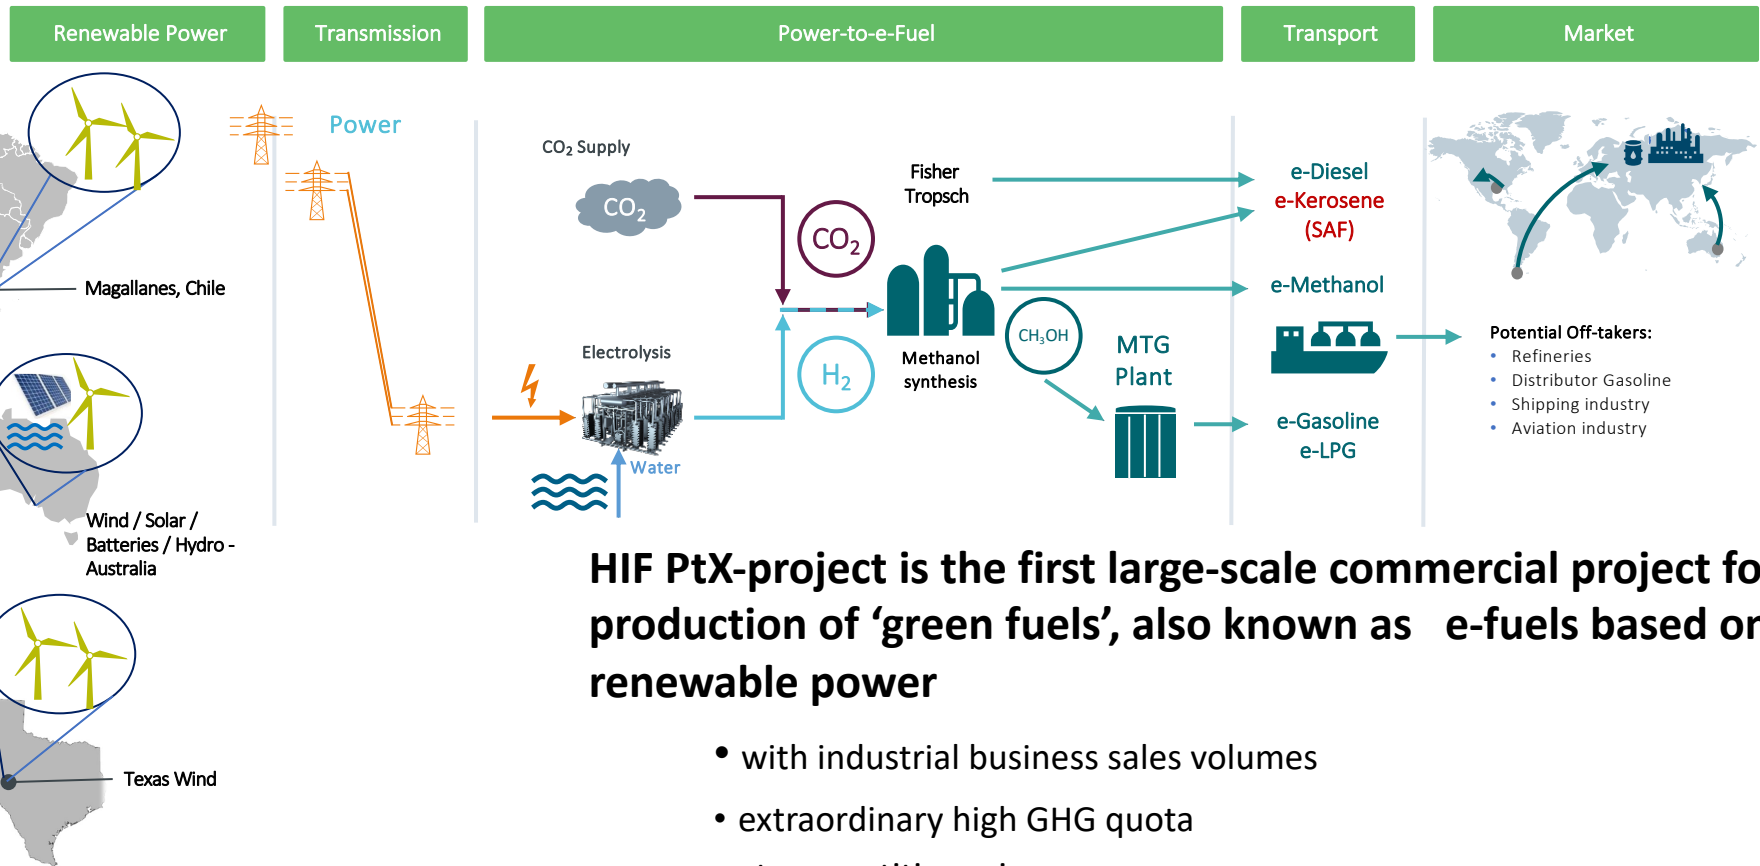 Renewable Power
Transmission
Power-to-e-Fuel
Transport
Market
Magallanes, Chile
Wind / Solar /
Batteries / Hydro -
Australia
Texas Wind
Power
CO₂ Supply
CO₂
Electrolysis
Water
CO₂
H₂
Fisher
Tropsch
Methanol
synthesis
CH₃OH
MTG
Plant
e-Diesel
e-Kerosene
(SAF)
e-Methanol
e-Gasoline
e-LPG
Potential Off-takers:
• Refineries
• Distributor Gasoline
• Shipping industry
• Aviation industry
HIF PtX-project is the first large-scale commercial project fo
production of ‘green fuels’, also known as e-fuels based on
renewable power
• with industrial business sales volumes
• extraordinary high GHG quota